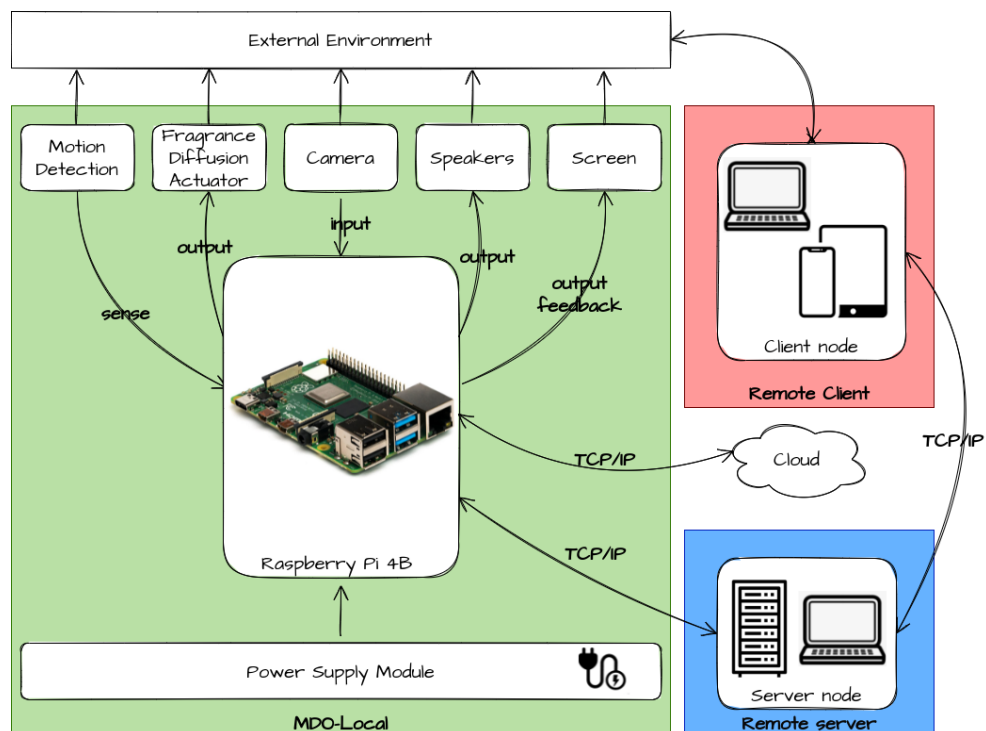 External Environment
Motion
Detection
Fragrance
Diffusion
Actuator
Camera
Speakers
Screen
input
output
output
output
feedback
sense
Client node
Remote Client
TCP/IP
Cloud
TCP/IP
TCP/IP
Raspberry Pi 4B
Power Supply Module
MDO-Local
Server node
Remote server